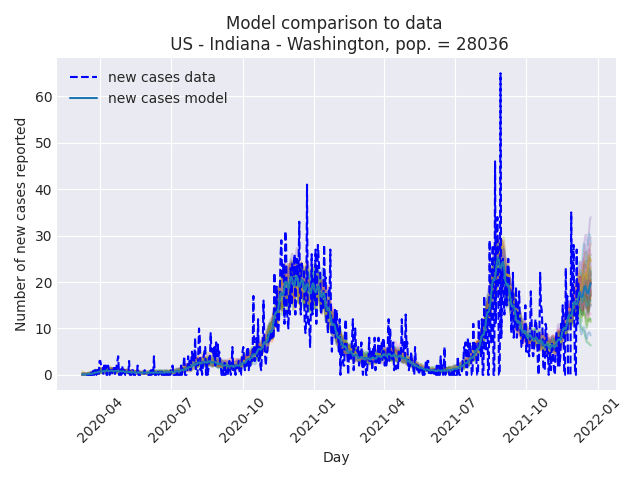 Model comparison to data
US - Indiana - Washington, pop. = 28036
new cases data
new cases model
Number of new cases reported
60
50
40
30
20
10
0
2020-04
2020-07
2020-10
2021-01
2021-04
2021-07
2021-10
2022-01
Day